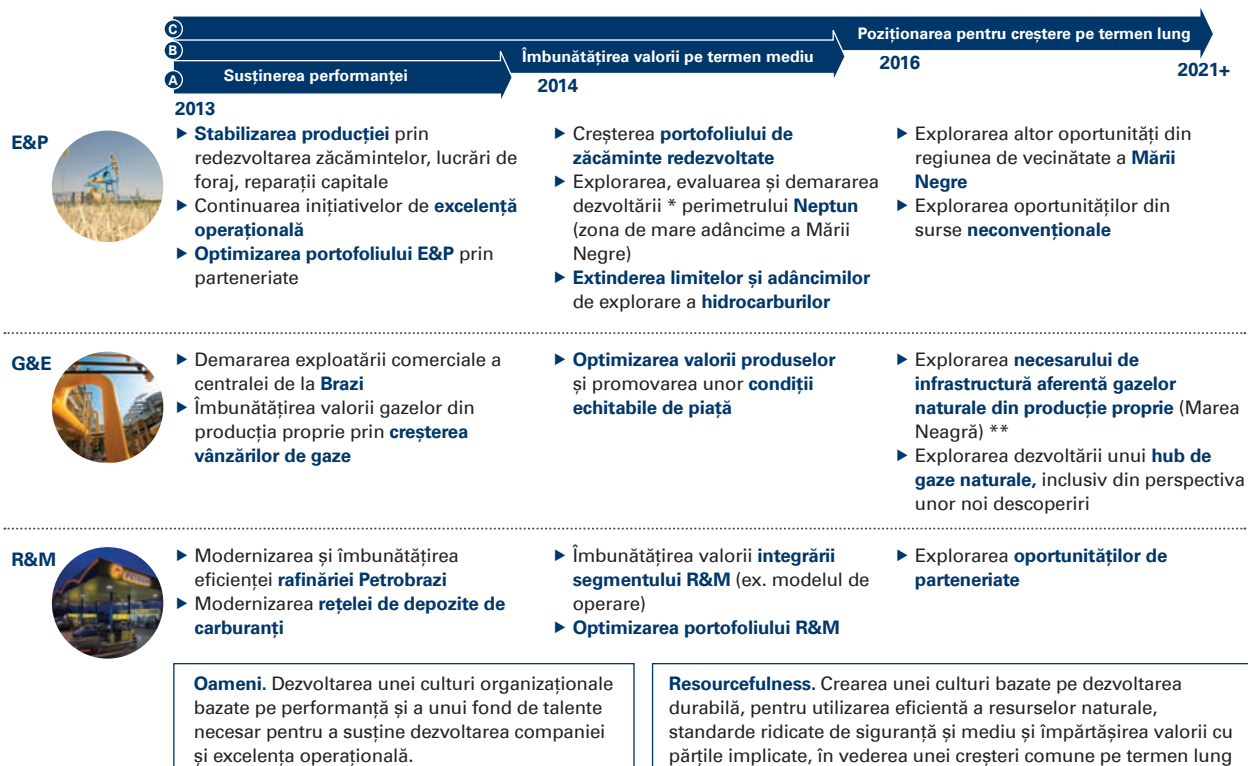 C
Poziționarea pentru creștere pe termen lung
B
Îmbunătățirea valorii pe termen mediu
A
Susținerea performanței
2013
2014
2016
2021+
E&P
▶ Stabilizarea producției prin
redezvoltarea zăcămintelor, lucrări de
foraj, reparații capitale
▶ Continuarea inițiativelor de excelență
operațională
▶ Optimizarea portofoliului E&P prin
parteneriate
▶ Creșterea portofoliului de
zăcăminte redezvoltate
▶ Explorarea, evaluarea și demararea
dezvoltării * perimetrului Neptun
(zona de mare adâncime a Mării
Negre)
▶ Extinderea limitelor și adâncimilor
de explorare a hidrocarburilor
▶ Explorarea altor oportunități din
regiunea de vecinătate a Mării
Negre
▶ Explorarea oportunităților din
surse neconvenționale
G&E
▶ Demararea exploatării comerciale a
centralei de la Brazi
▶ Îmbunătățirea valorii gazelor din
producția proprie prin creșterea
vânzărilor de gaze
▶ Optimizarea valorii produselor
și promovarea unor condiții
echitabile de piață
▶ Explorarea necesarului de
infrastructură aferentă gazelor
naturale din producție proprie (Marea
Neagră) **
▶ Explorarea dezvoltării unui hub de
gaze naturale, inclusiv din perspectiva
unor noi descoperiri
R&M
▶ Modernizarea și îmbunătățirea
eficienței rafinăriei Petrobrazi
▶ Modernizarea rețelei de depozite de
carburanți
▶ Îmbunătățirea valorii integrării
segmentului R&M (ex. modelul de
operare)
▶ Optimizarea portofoliului R&M
▶ Explorarea oportunităților de
parteneriate
Oameni. Dezvoltarea unei culturi organizaționale
bazate pe performanță și a unui fond de talente
necesar pentru a susține dezvoltarea companiei
și excelența operațională.
Resourcefulness. Crearea unei culturi bazate pe dezvoltarea
durabilă, pentru utilizarea eficientă a resurselor naturale,
standarde ridicate de siguranță și mediu și împărtășirea valorii cu
părțile implicate, în vederea unei creșteri comune pe termen lung